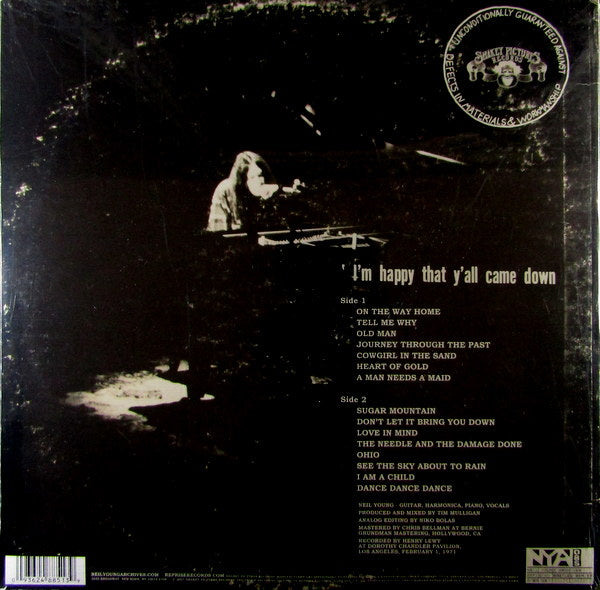 UNCONDITIONALLY GUARANTEED AGAINST
DEFECTS IN MATERIALS & WORKMANSHIP
SHAKEY PICTURES
RECORDS
I'm happy that y'all came down
Side 1
ON THE WAY HOME
TELL ME WHY
OLD MAN
JOURNEY THROUGH THE PAST
COWGIRL IN THE SAND
HEART OF GOLD
A MAN NEEDS A MAID
Side 2
SUGAR MOUNTAIN
DON'T LET IT BRING YOU DOWN
LOVE IN MIND
THE NEEDLE AND THE DAMAGE DONE
OHIO
SEE THE SKY ABOUT TO RAIN
I AM A CHILD
DANCE DANCE DANCE
NEIL YOUNG - GUITAR, HARMONICA, PIANO, VOCALS
PRODUCED AND MIXED BY TIM MULLIGAN
ANALOG EDITING BY NIKO BOLAS
MASTERED BY CHRIS BELLMAN AT BERNIE
GRUNDMAN MASTERING, HOLLYWOOD, CA
RECORDED BY HENRY LEWY
AT DOROTHY CHANDLER PAVILION,
LOS ANGELES, FEBRUARY 1, 1971
NEILYOUNGARCHIVES.COM REPRISERECORDS.COM
NYA